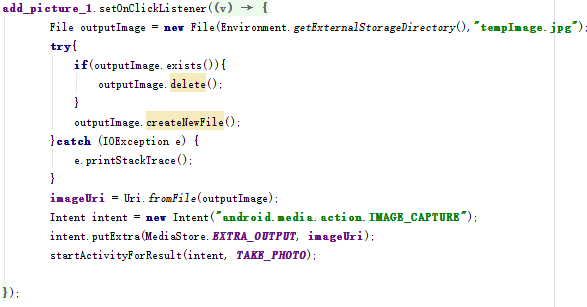 add_picture_1.setOnClickListener((v) → {
File outputImage = new File(Environment.getExternalStorageDirectory(),"tempImage.jpg");
try{
if(outputImage.exists()){
outputImage.delete();
}
outputImage.createNewFile();
}catch (IOException e) {
e.printStackTrace();
}
imageUri = Uri.fromFile(outputImage);
Intent intent = new Intent("android.media.action.IMAGE_CAPTURE");
intent.putExtra(MediaStore.EXTRA_OUTPUT, imageUri);
startActivityForResult(intent, TAKE_PHOTO);
});